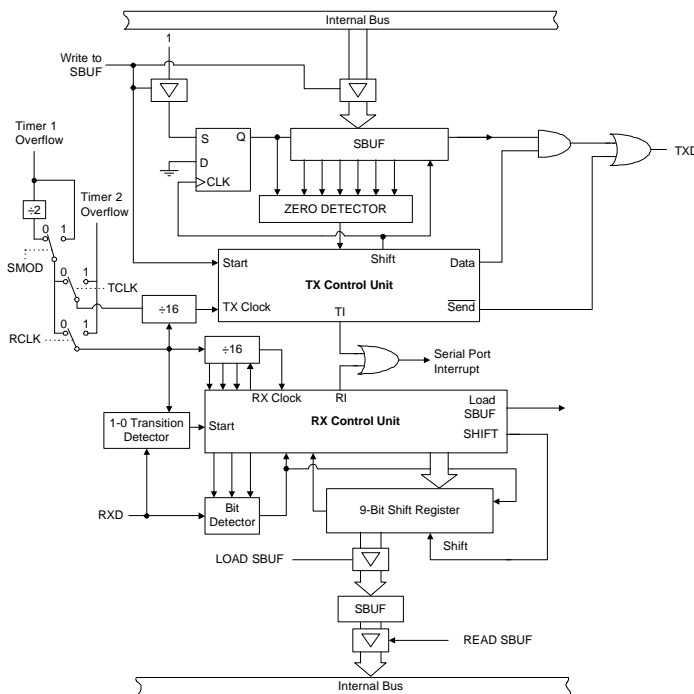 Internal Bus
1
Write to
SBUF
S
Q
D
CLK
SBUF
TXD
Timer 1
Overflow
Timer 2
Overflow
÷2
0 1
SMOD
ZERO DETECTOR
0 1
TCLK
Start
Shift
Data
TX Control Unit
÷16
TX Clock
TI
Send
0 1
RCLK
÷16
Serial Port
Interrupt
RX Clock
RI
Load
SBUF
1-0 Transition
Detector
Start
RX Control Unit
SHIFT
RXD
Bit
Detector
9-Bit Shift Register
Shift
LOAD SBUF
SBUF
READ SBUF
Internal Bus